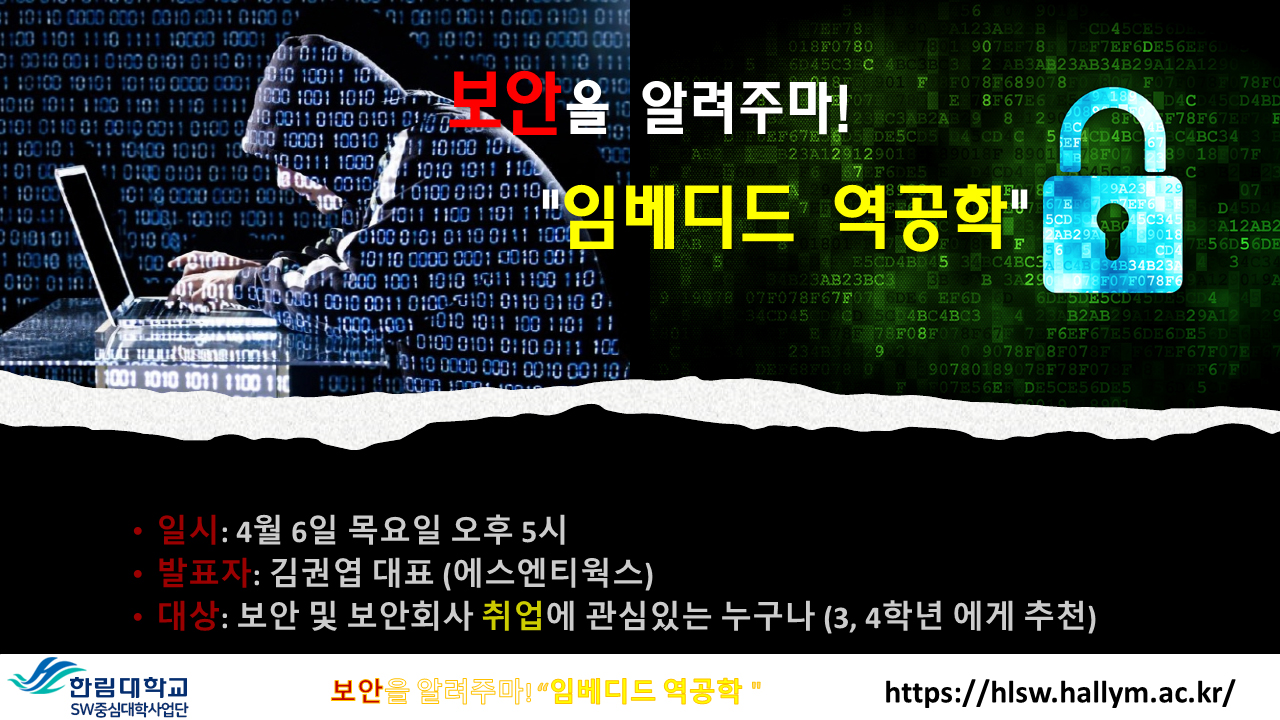 보안을 알려주마!
"임베디드 역공학"
• 일시: 4월 6일 목요일 오후 5시
• 발표자: 김권엽 대표 (에스엔티웍스)
• 대상: 보안 및 보안회사 취업에 관심있는 누구나 (3, 4학년 에게 추천)
한림대학교
SW중심대학사업단
보안을 알려주마! “임베디드 역공학 "
https://hlsw.hallym.ac.kr/